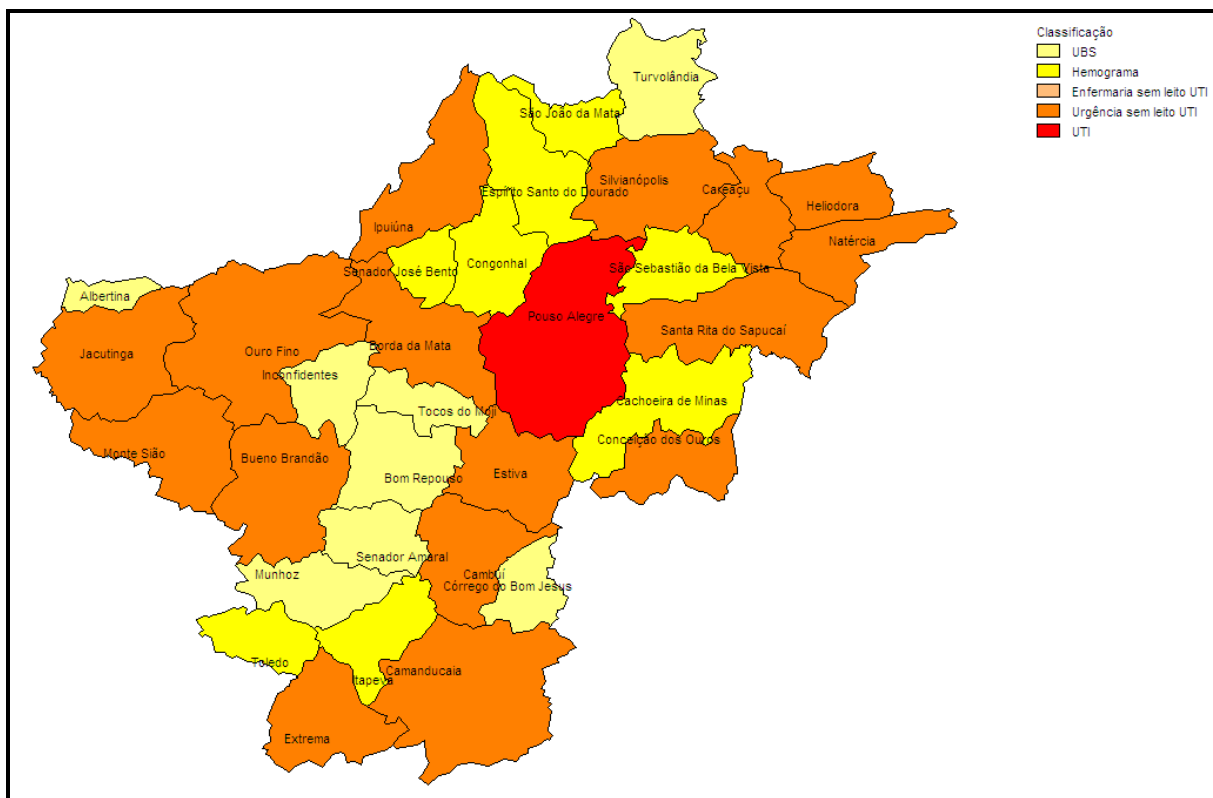 Classificação
UBS
Hemograma
Enfermaria sem leito UTI
Urgência sem leito UTI
UTI
Turvolândia
São João da Mata
Silvianópolis
Espírito Santo do Dourado
Careaçu
Heliodora
Ipuiúna
Natércia
Senador José Bento
Congonhal
São Sebastião da Bela Vista
Albertina
Pouso Alegre
Santa Rita do Sapucaí
Jacutinga
Ouro Fino
Borda da Mata
Inconfidentes
Cachoeira de Minas
Tocos do Moji
Conceição dos Ouros
Monte Sião
Bueno Brandão
Estiva
Bom Repouso
Senador Amaral
Munhoz
Cambuí
Córrego do Bom Jesus
Toledo
Camanducaia
Itapeva
Extrema